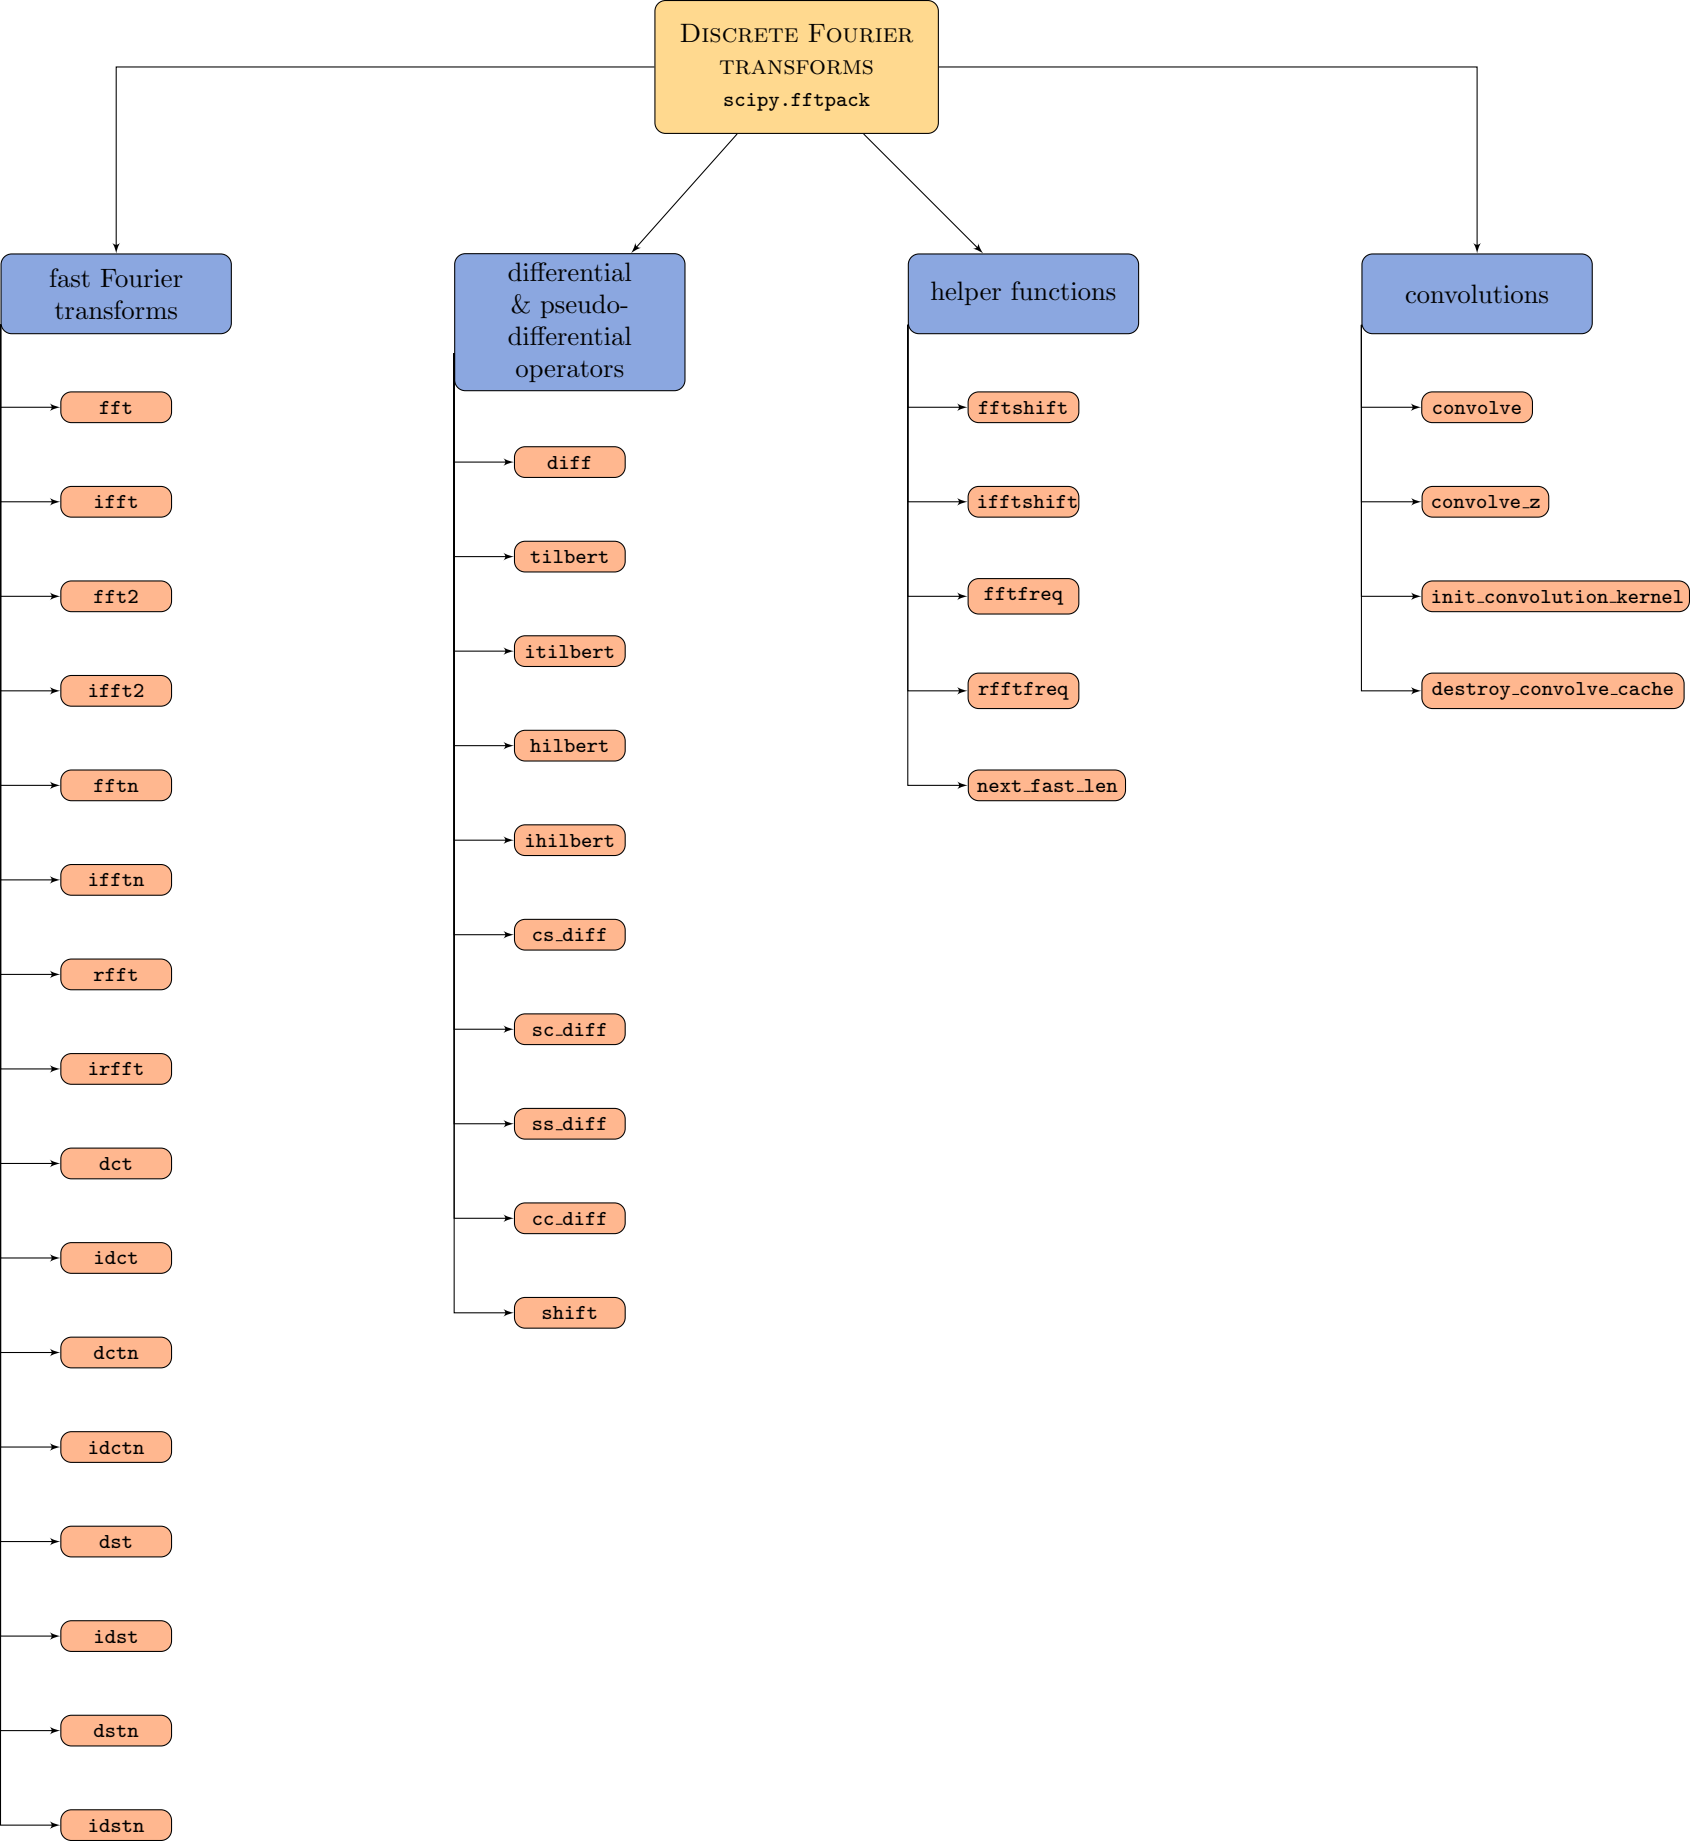 Discrete Fourier
transforms
scipy.fftpack
fast Fourier
transforms
fft
ifft
fft2
ifft2
fftn
ifftn
rfft
irfft
dct
idct
dctn
idctn
dst
idst
dstn
idstn
differential
& pseudo-
differential
operators
diff
tilbert
itilbert
hilbert
ihilbert
cs_diff
sc_diff
ss_diff
cc_diff
shift
helper functions
fftshift
ifftshift
fftfreq
rfftfreq
next_fast_len
convolutions
convolve
convolve_z
init_convolution_kernel
destroy_convolve_cache